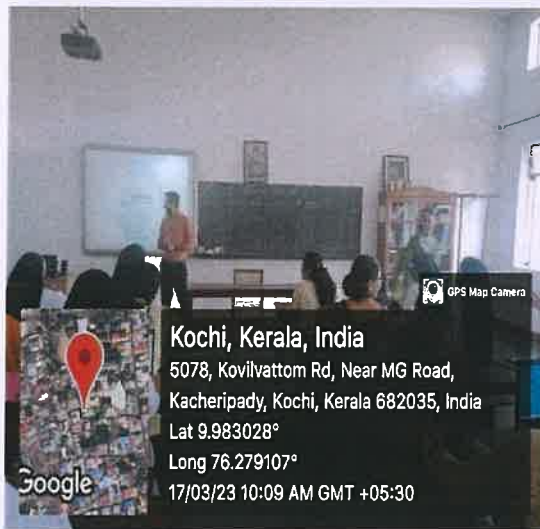 GPS Map Camera
Kochi, Kerala, India
5078, Kovilvattom Rd, Near MG Road,
Kacheripady, Kochi, Kerala 682035, India
Lat 9.983028°
Long 76.279107°
17/03/23 10:09 AM GMT +05:30
Google